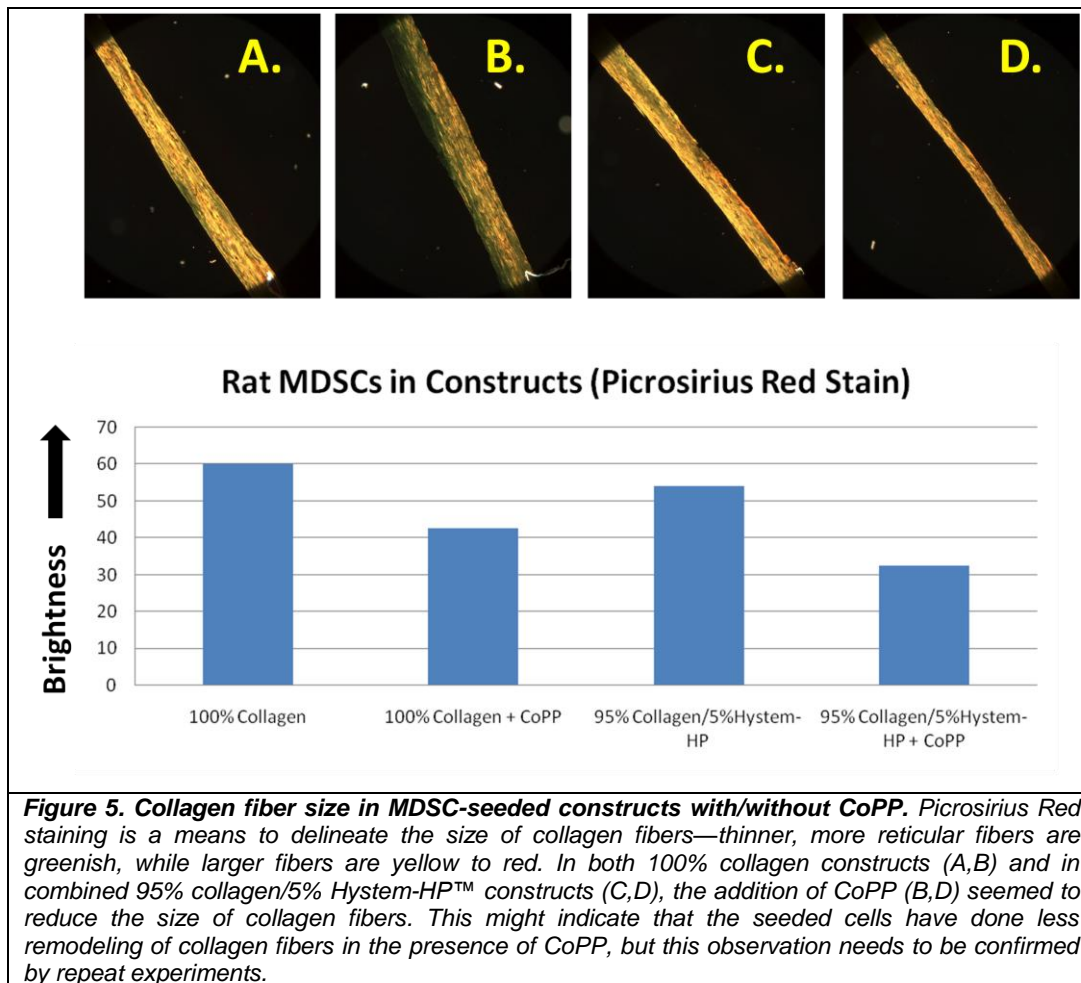 A.
B.
C.
D.
Rat MDSCs in Constructs (Picrosirius Red Stain)
Brightness
70
60
50
40
30
20
10
0
100% Collagen
100% Collagen + CoPP
95% Collagen/5%Hystem-
HP
95% Collagen/5%Hystem-
HP + CoPP
Figure 5. Collagen fiber size in MDSC-seeded constructs with/without CoPP. Picrosirius Red
staining is a means to delineate the size of collagen fibers—thinner, more reticular fibers are
greenish, while larger fibers are yellow to red. In both 100% collagen constructs (A,B) and in
combined 95% collagen/5% Hystem-HP™ constructs (C,D), the addition of CoPP (B,D) seemed to
reduce the size of collagen fibers. This might indicate that the seeded cells have done less
remodeling of collagen fibers in the presence of CoPP, but this observation needs to be confirmed
by repeat experiments.